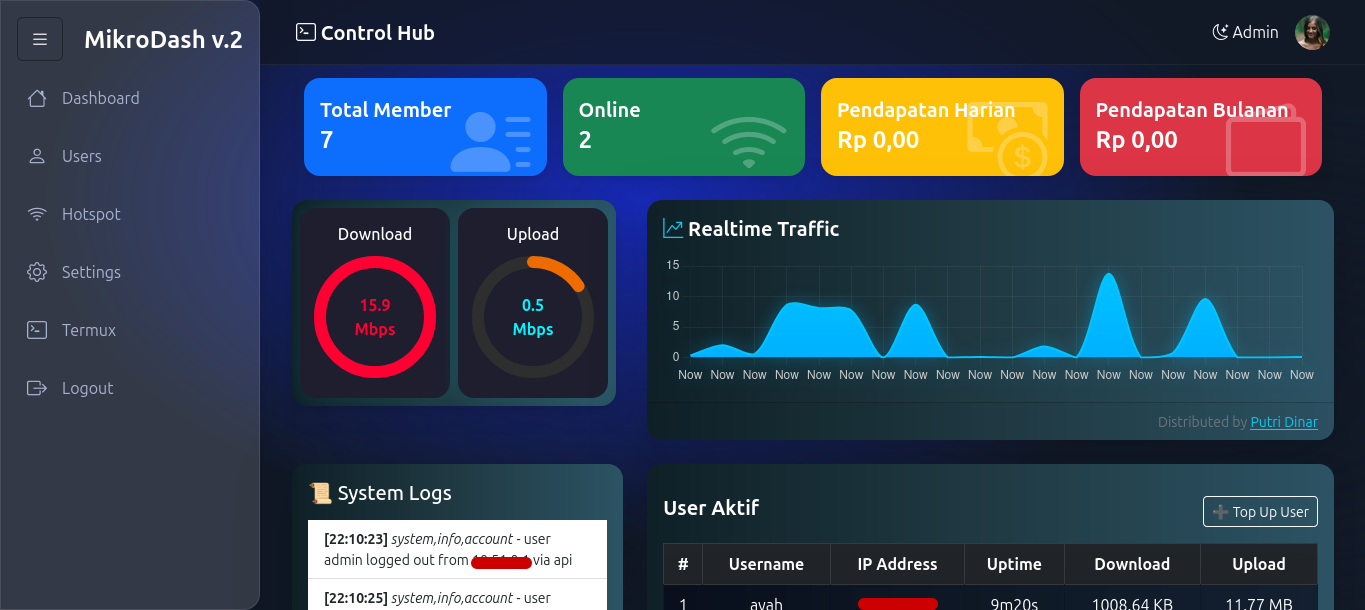 MikroDash v.2
Dashboard
Users
Hotspot
Settings
Termux
Logout
Control Hub
Admin
Total Member
7
Online
2
Pendapatan Harian
Rp 0,00
Pendapatan Bulanan
Rp 0,00
Download
15.9
Mbps
Upload
0.5
Mbps
Realtime Traffic
15
10
5
0
Now Now Now Now Now Now Now Now Now Now Now Now Now Now Now Now Now Now Now Now
Distributed by Putri Dinar
System Logs
[22:10:23] system,info,account - user
admin logged out from via api
[22:10:25] system,info,account - user
User Aktif
➕ Top Up User
# Username IP Address Uptime Download Upload
1 ayah 9m20s 1008.64 KB 11.77 MB